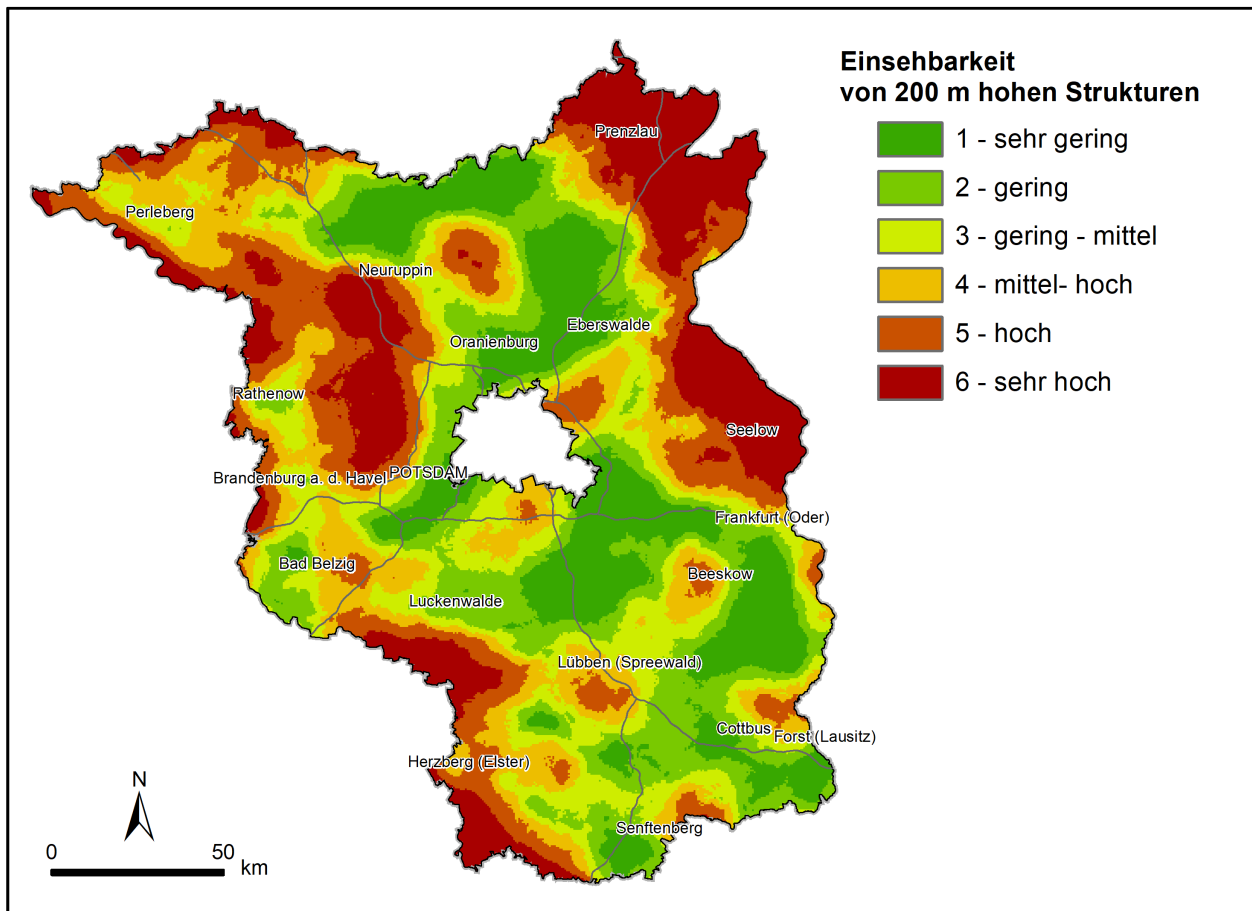 Einsehbarkeit
von 200 m hohen Strukturen
1 - sehr gering
2 - gering
3 - gering - mittel
4 - mittel- hoch
5 - hoch
6 - sehr hoch
Prenzlau
Perleberg
Neuruppin
Eberswalde
Oranienburg
Rathenow
Seelow
Brandenburg a. d. Havel
POTSDAM
Frankfurt (Oder)
Bad Belzig
Beeskow
Luckenwalde
Lübben (Spreewald)
Cottbus
Forst (Lausitz)
Herzberg (Elster)
Senftenberg
N
0 50
km